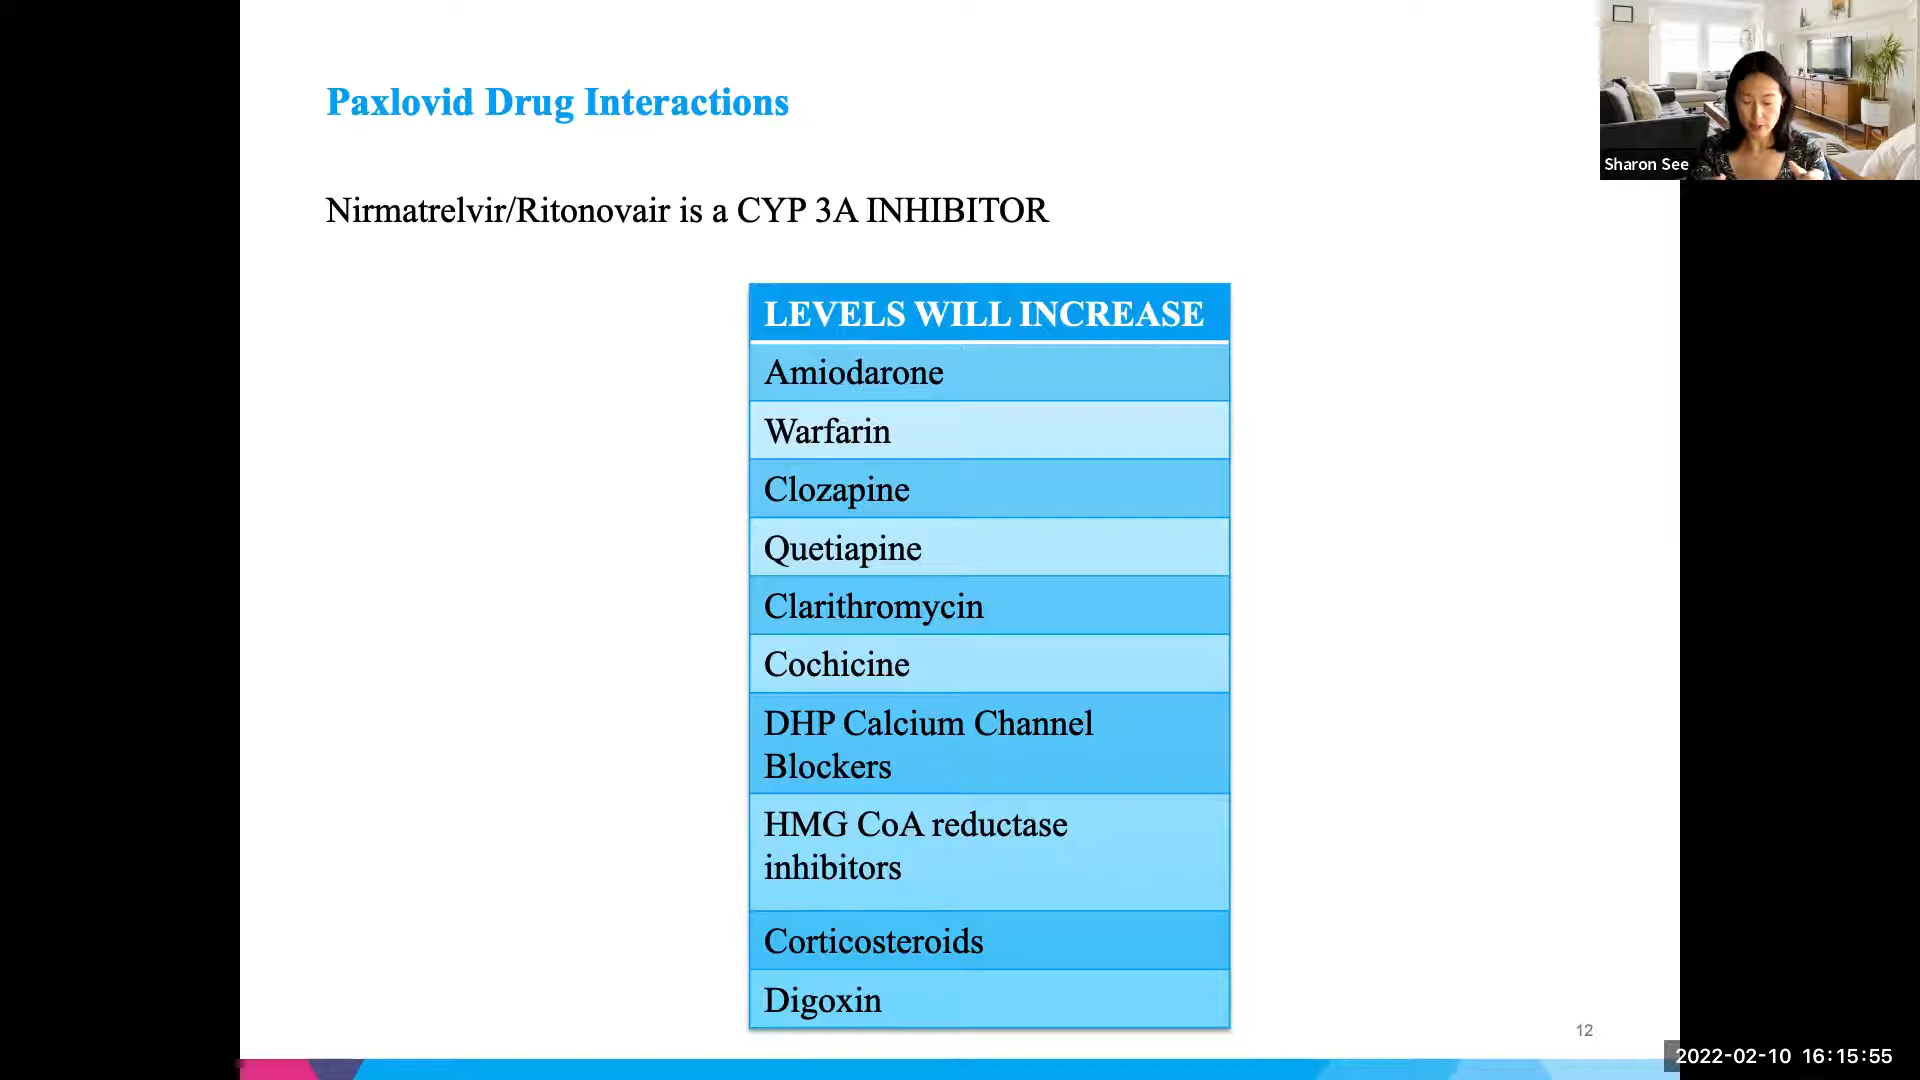 Paxlovid Drug Interactions
Sharon See
Nirmatrelvir/Ritonovair is a CYP 3A INHIBITOR
LEVELS WILL INCREASE
Amiodarone
Warfarin
Clozapine
Quetiapine
Clarithromycin
Cochicine
DHP Calcium Channel
Blockers
HMG CoA reductase
inhibitors
Corticosteroids
Digoxin
12
2022-02-10 16:15:55